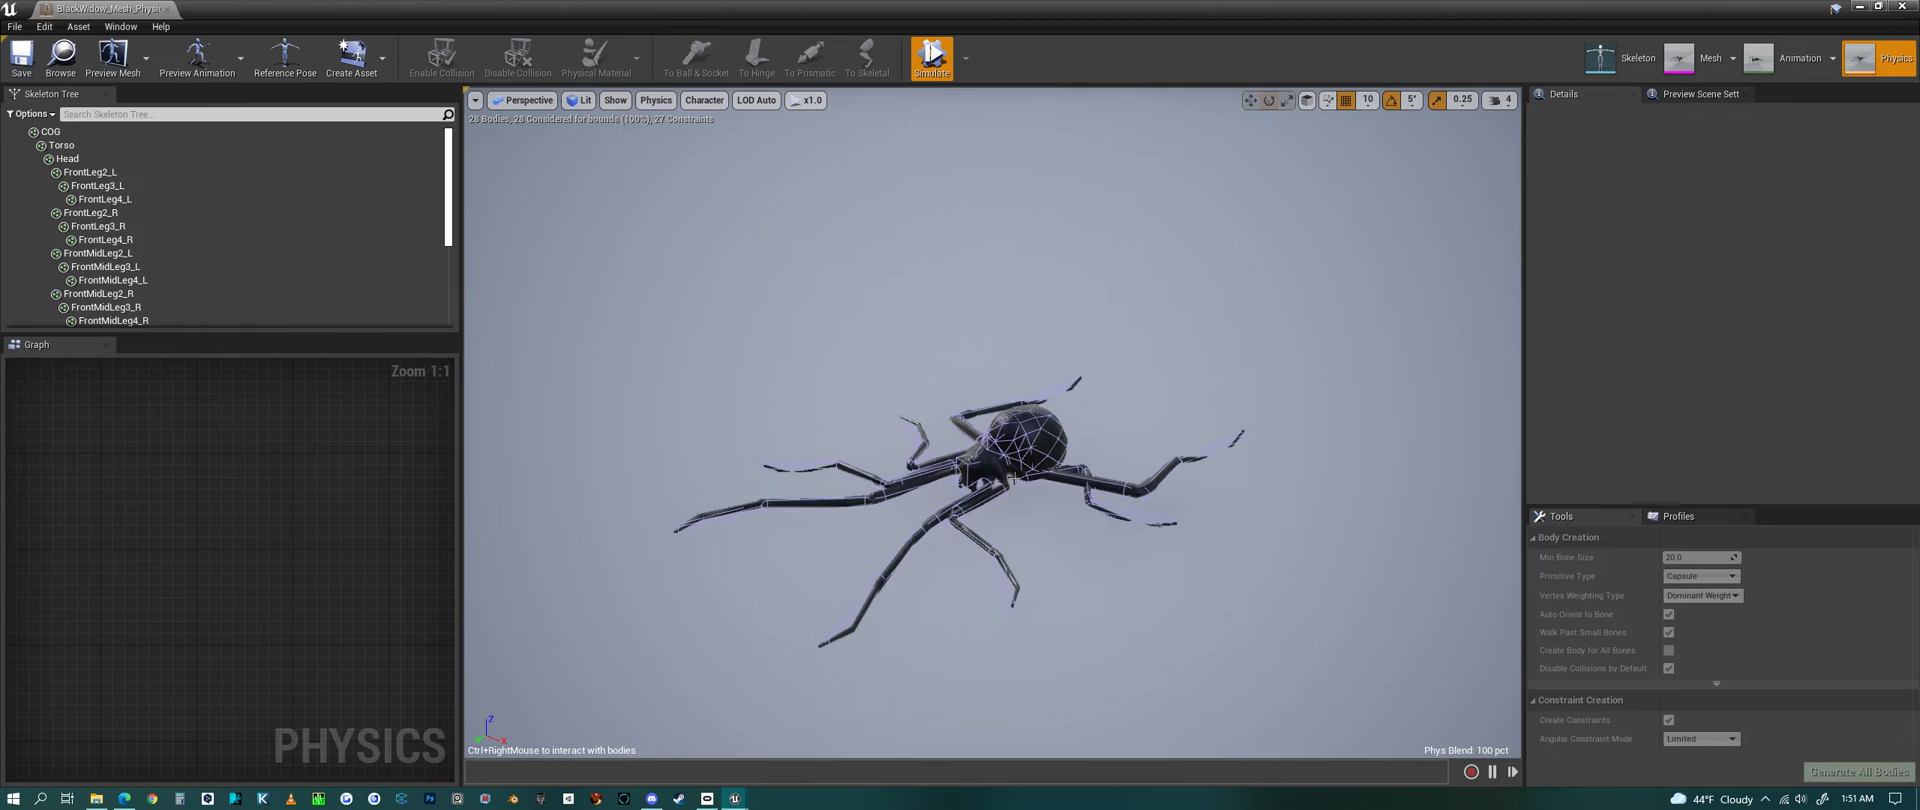 BlackWidow_Mesh_Physic
File Edit Asset Window Help
Save Browse Preview Mesh Preview Animation Reference Pose Create Asset Enable Collision Disable Collision Physical Material To Ball & Socket To Hinge To Prismatic To Skeletal Simulate Skeleton Mesh Animation Physics
Skeleton Tree
Options Search Skeleton Tree...
COG
Torso
Head
FrontLeg2_L
FrontLeg3_L
FrontLeg4_L
FrontLeg2_R
FrontLeg3_R
FrontLeg4_R
FrontMidLeg2_L
FrontMidLeg3_L
FrontMidLeg4_L
FrontMidLeg2_R
FrontMidLeg3_R
FrontMidLeg4_R
Graph
Zoom 1:1
PHYSICS
Perspective Lit Show Physics Character LOD Auto x1.0 10 5° 0.25 4
28 Bodies, 28 Considered for bounds (100%), 27 Constraints
Z
X
Ctrl+RightMouse to interact with bodies
Phys Blend: 100 pct
Details Preview Scene Sett
Tools Profiles
Body Creation
Min Bone Size 20.0
Primitive Type Capsule
Vertex Weighting Type Dominant Weight
Auto Orient to Bone
Walk Past Small Bones
Create Body for All Bones
Disable Collisions by Default
Constraint Creation
Create Constraints
Angular Constraint Mode Limited
Generate All Bodies
44°F Cloudy 1:51 AM